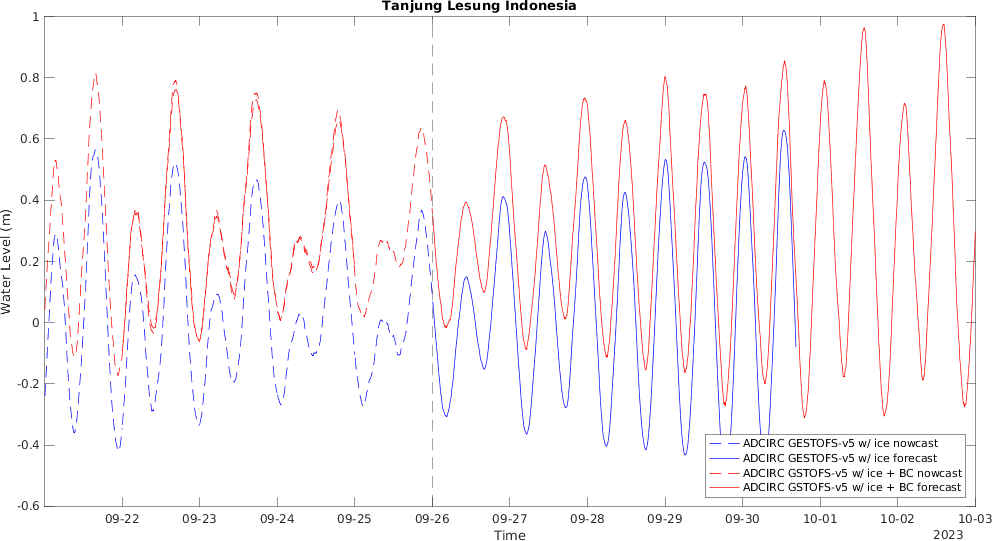 Tanjung Lesung Indonesia
1
0.8
0.6
0.4
0.2
0
-0.2
-0.4
-0.6
Water Level (m)
ADCIRC GESTOFS-v5 w/ ice nowcast
ADCIRC GESTOFS-v5 w/ ice forecast
ADCIRC GSTOFS-v5 w/ ice + BC nowcast
ADCIRC GSTOFS-v5 w/ ice + BC forecast
09-22 09-23 09-24 09-25 09-26 09-27 09-28 09-29 09-30 10-01 10-02 10-03
Time
2023